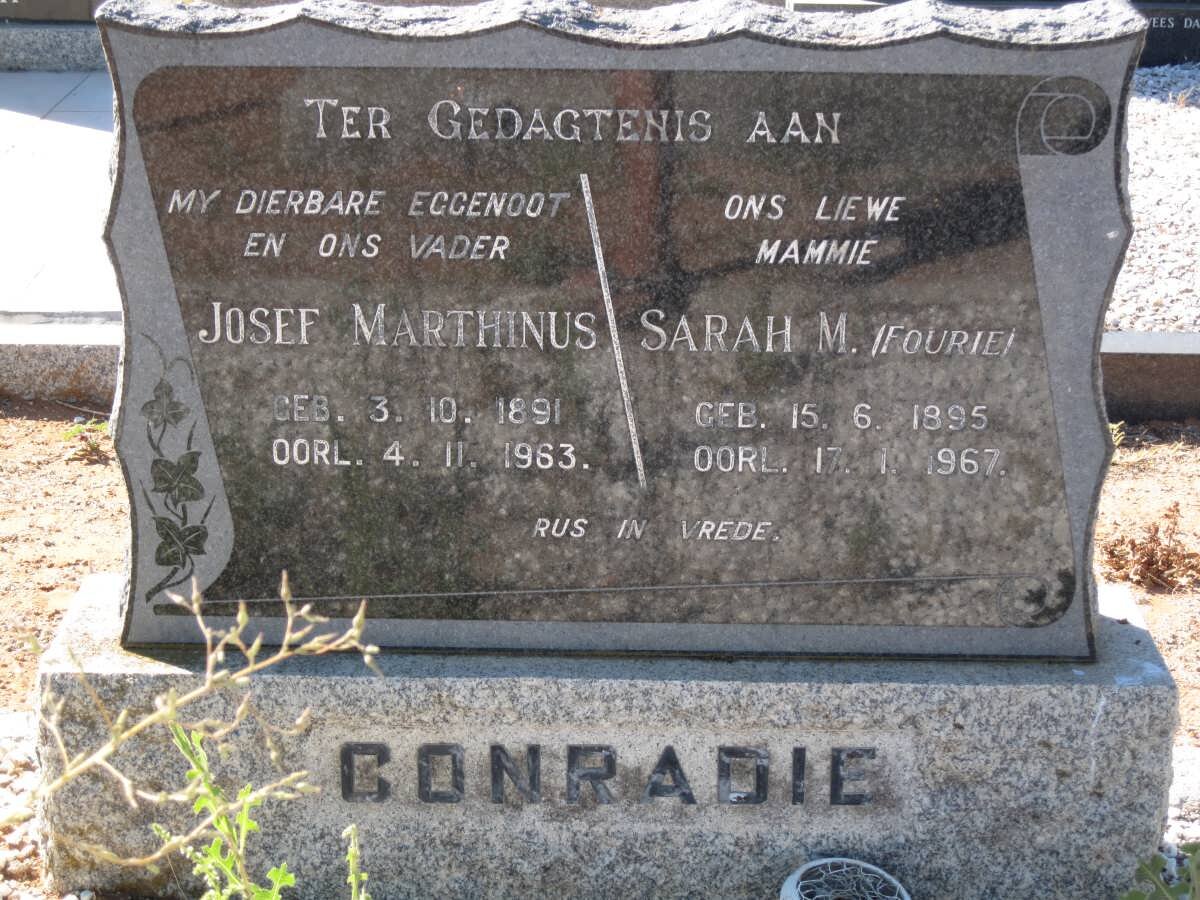 TER GEDAGTENIS AAN
MY DIERBARE EGGENOOT
EN ONS VADER
JOSEF MARTHINUS
GEB. 3. 10. 1891
OORL. 4. 11. 1963.
ONS LIEWE
MAMMIE
SARAH M. (FOURIE)
GEB. 15. 6. 1895
OORL. 17. 1. 1967.
RUS IN VREDE.
CONRADIE